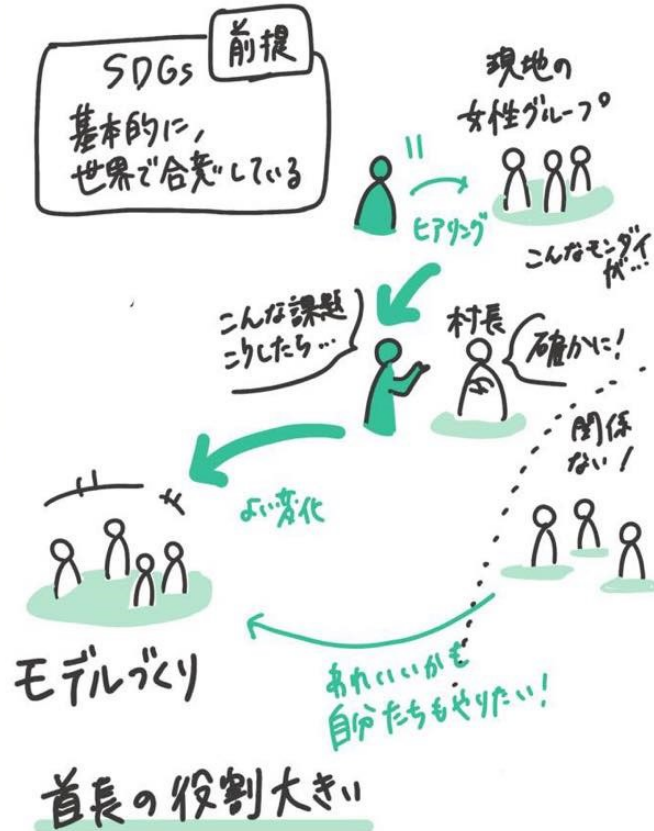 前提
SDGs
基本的に,
世界で合意している
現地の
女性グループ
ヒアリング
こんなモンダイ
が…
こんな課題
こうしたら…
村長
確かに!
関係
ない!
よい変化
モデルづくり
あれいいかも
自分たちもやりたい!
首長の役割大きい